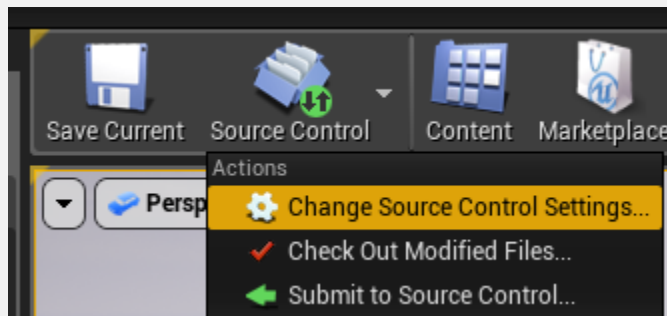 Save Current Source Control Content Marketplace
Actions
Persp
Change Source Control Settings...
Check Out Modified Files...
Submit to Source Control...